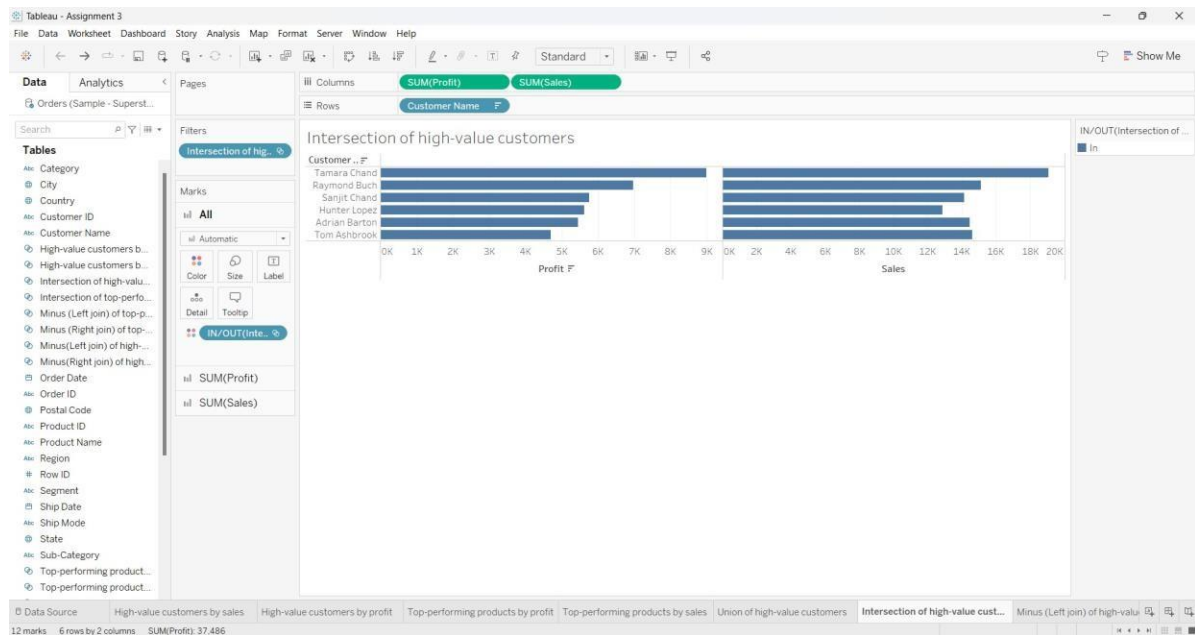 Tableau - Assignment 3
File Data Worksheet Dashboard Story Analysis Map Format Server Window Help
Standard
Show Me
Data Analytics
Orders (Sample - Superst...
Search
Tables
Abc Category
City
Country
Abc Customer ID
Abc Customer Name
High-value customers b...
High-value customers b...
Intersection of high-valu...
Intersection of top-perfo...
Minus (Left join) of top-p...
Minus (Right join) of top-...
Minus(Left join) of high-...
Minus(Right join) of high...
Order Date
Abc Order ID
Postal Code
Abc Product ID
Abc Product Name
Abc Region
# Row ID
Abc Segment
Ship Date
Abc Ship Mode
State
Abc Sub-Category
Top-performing product...
Top-performing product...
Pages
Filters
Intersection of hig..
Marks
All
Automatic
Color Size Label
Detail Tooltip
IN/OUT(Inte..
SUM(Profit)
SUM(Sales)
Columns SUM(Profit) SUM(Sales)
Rows Customer Name
Intersection of high-value customers
Customer ..
Tamara Chand
Raymond Buch
Sanjit Chand
Hunter Lopez
Adrian Barton
Tom Ashbrook
0K 1K 2K 3K 4K 5K 6K 7K 8K 9K 0K 2K 4K 6K 8K 10K 12K 14K 16K 18K 20K
Profit Sales
IN/OUT(Intersection of ...
In
Data Source High-value customers by sales High-value customers by profit Top-performing products by profit Top-performing products by sales Union of high-value customers Intersection of high-value cust... Minus (Left join) of high-valu
12 marks 6 rows by 2 columns SUM(Profit): 37,486